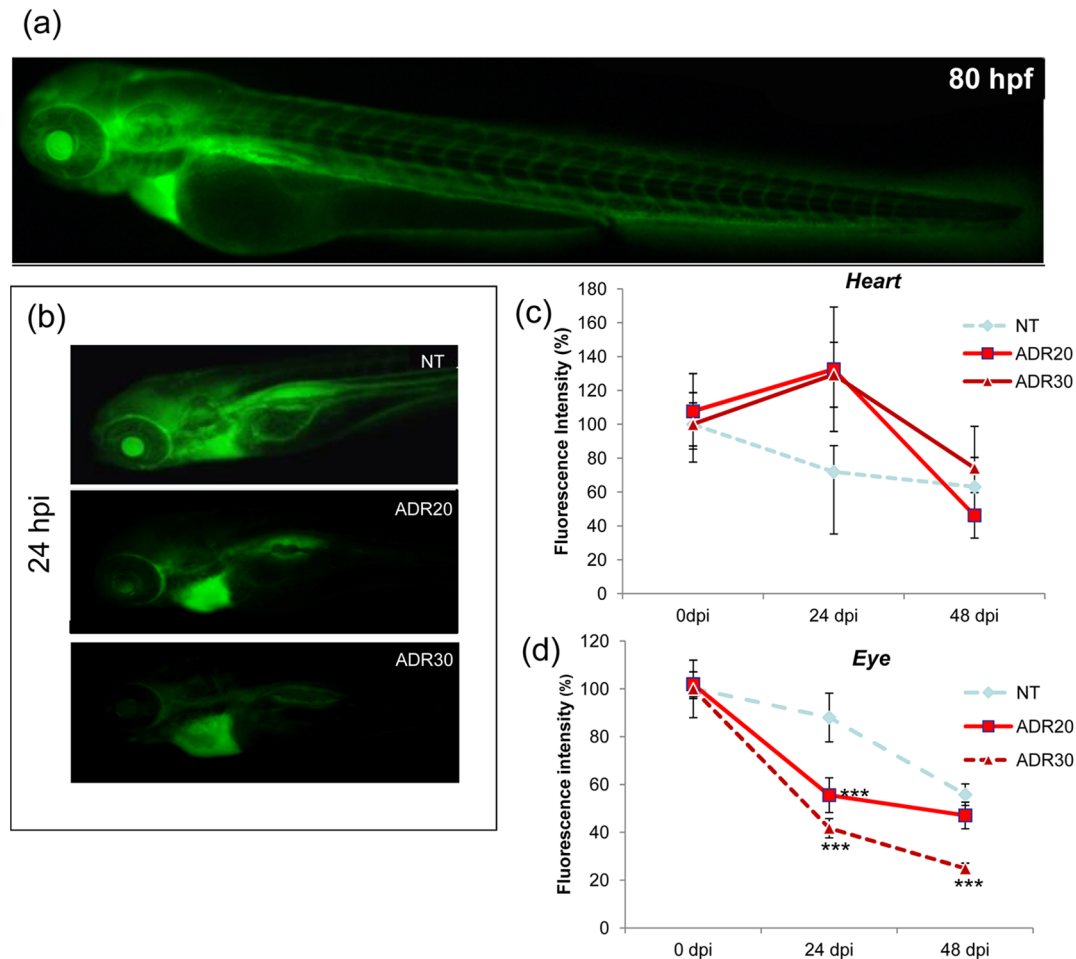 (a)
80 hpf
(b)
24 hpi
NT
ADR20
ADR30
(c)
Heart
Fluorescence Intensity (%)
180
160
140
120
100
80
60
40
20
0
0dpi
24 dpi
48 dpi
NT
ADR20
ADR30
(d)
Eye
Fluorescence intensity (%)
120
100
80
60
40
20
0
0 dpi
24 dpi
48 dpi
NT
ADR20
ADR30
***
***
***